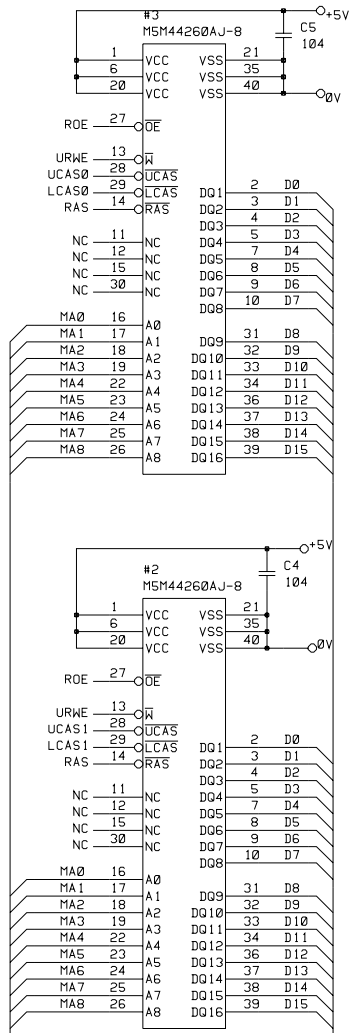 #3
M5M44260AJ-8
C5
104
+5V
0V
1 VCC VSS 21
6 VCC VSS 35
20 VCC VSS 40
ROE 27 OE
URWE 13 W
UCAS0 28 UCAS
LCAS0 29 LCAS DQ1 2 D0
RAS 14 RAS DQ2 3 D1
DQ3 4 D2
NC 11 NC DQ4 5 D3
NC 12 NC DQ5 6 D4
NC 15 NC DQ6 8 D5
NC 30 NC DQ7 9 D6
DQ8 10 D7
MA0 16 A0
MA1 17 A1 DQ9 31 D8
MA2 18 A2 DQ10 32 D9
MA3 19 A3 DQ11 33 D10
MA4 22 A4 DQ12 34 D11
MA5 23 A5 DQ13 36 D12
MA6 24 A6 DQ14 37 D13
MA7 25 A7 DQ15 38 D14
MA8 26 A8 DQ16 39 D15
+5V
C4
104
0V
#2
M5M44260AJ-8
1 VCC VSS 21
6 VCC VSS 35
20 VCC VSS 40
ROE 27 OE
URWE 13 W
UCAS1 28 UCAS
LCAS1 29 LCAS DQ1 2 D0
RAS 14 RAS DQ2 3 D1
DQ3 4 D2
NC 11 NC DQ4 5 D3
NC 12 NC DQ5 7 D4
NC 15 NC DQ6 8 D5
NC 30 NC DQ7 9 D6
DQ8 10 D7
MA0 16 A0
MA1 17 A1 DQ9 31 D8
MA2 18 A2 DQ10 32 D9
MA3 19 A3 DQ11 33 D10
MA4 22 A4 DQ12 34 D11
MA5 23 A5 DQ13 36 D12
MA6 24 A6 DQ14 37 D13
MA7 25 A7 DQ15 38 D14
MA8 26 A8 DQ16 39 D15